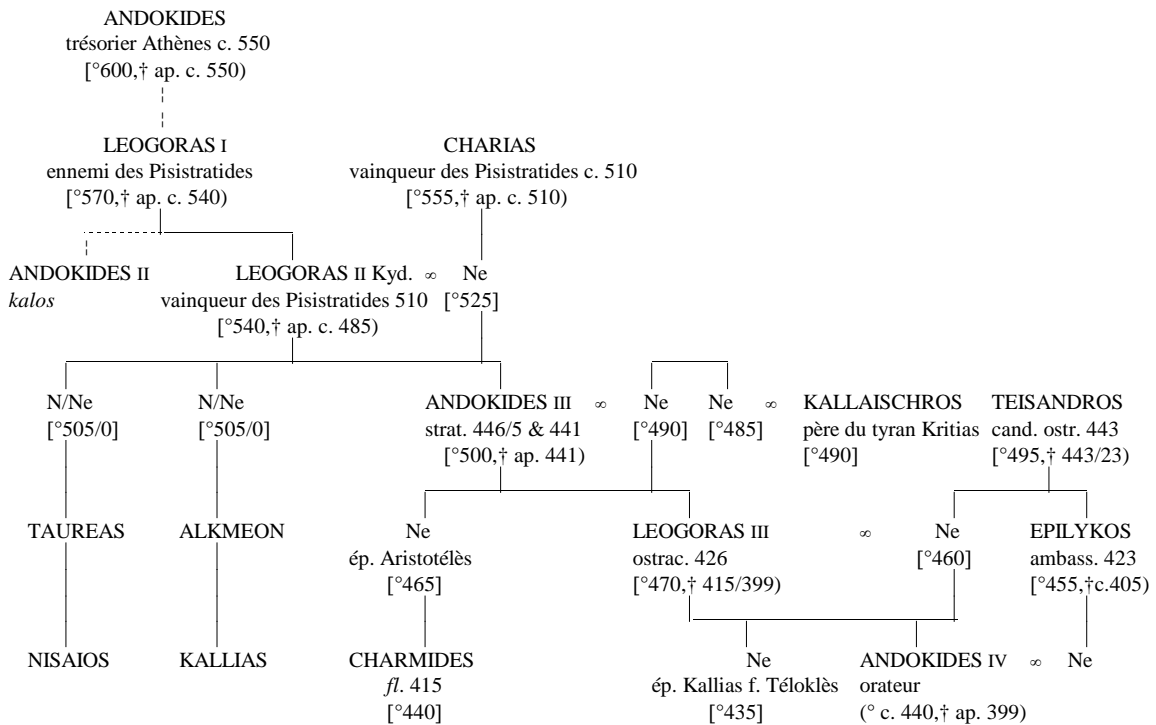 ANDOKIDES
trésorier Athènes c. 550
[°600,† ap. c. 550)
LEOGORAS I
ennemi des Pisistratides
[°570,† ap. c. 540)
CHARIAS
vainqueur des Pisistratides c. 510
[°555,† ap. c. 510)
ANDOKIDES II
kalos
LEOGORAS II Kyd. ∞ Ne
vainqueur des Pisistratides 510 [°525]
[°540,† ap. c. 485)
N/Ne
[°505/0]
N/Ne
[°505/0]
ANDOKIDES III ∞ Ne
strat. 446/5 & 441 [°490]
[°500,† ap. 441)
Ne ∞ KALLAISCHROS
[°485] père du tyran Kritias
[°490]
TEISANDROS
cand. ostr. 443
[°495,† 443/23)
TAUREAS
ALKMEON
Ne
ép. Aristotélès
[°465]
LEOGORAS III ∞ Ne
ostrac. 426 [°460]
[°470,† 415/399)
EPILYKOS
ambass. 423
[°455,†c.405)
NISAIOS
KALLIAS
CHARMIDES
fl. 415
[°440]
Ne
ép. Kallias f. Téloklès
[°435]
ANDOKIDES IV ∞ Ne
orateur
(° c. 440,† ap. 399)